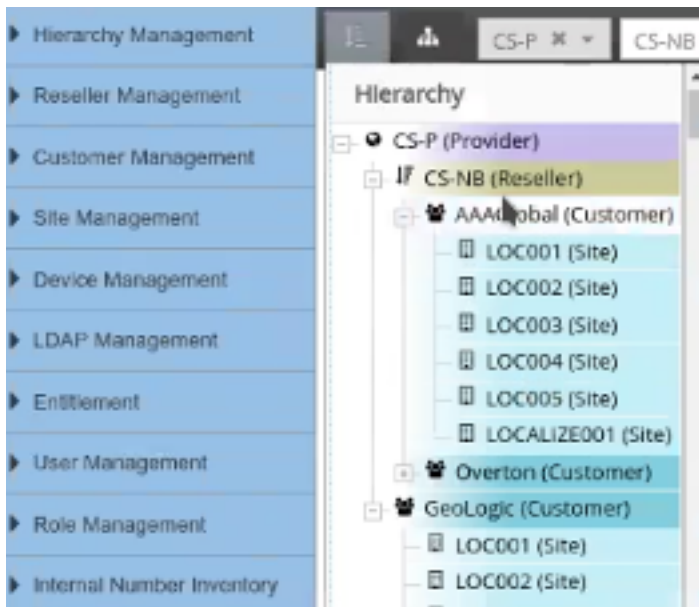 Hierarchy Management
Reseller Management
Customer Management
Site Management
Device Management
LDAP Management
Entitlement
User Management
Role Management
Internal Number Inventory
CS-P
CS-NB
Hierarchy
CS-P (Provider)
CS-NB (Reseller)
AAAGlobal (Customer)
LOC001 (Site)
LOC002 (Site)
LOC003 (Site)
LOC004 (Site)
LOC005 (Site)
LOCALIZE001 (Site)
Overton (Customer)
GeoLogic (Customer)
LOC001 (Site)
LOC002 (Site)